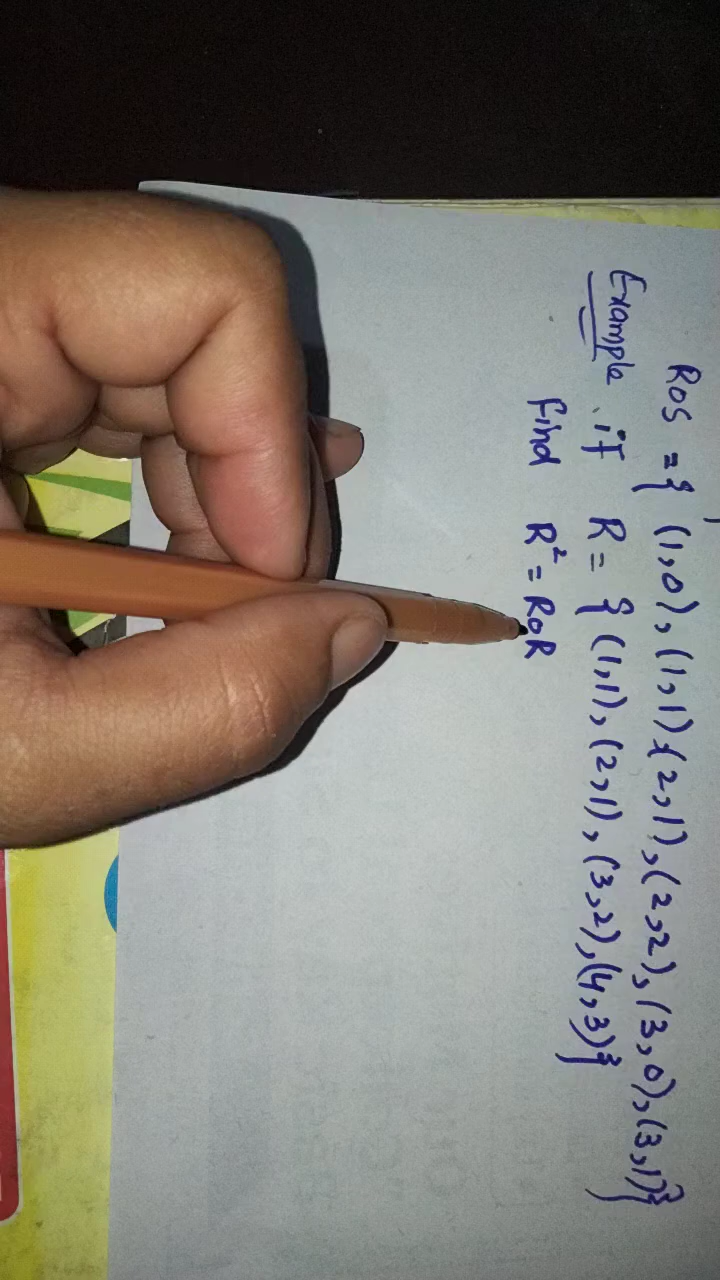 RoS = { (1,0), (1,1) (2,1), (2,2), (3,0), (3,1)}
Example if R = { (1,1), (2,1), (3,2), (4,3)}
Find R² = RoR